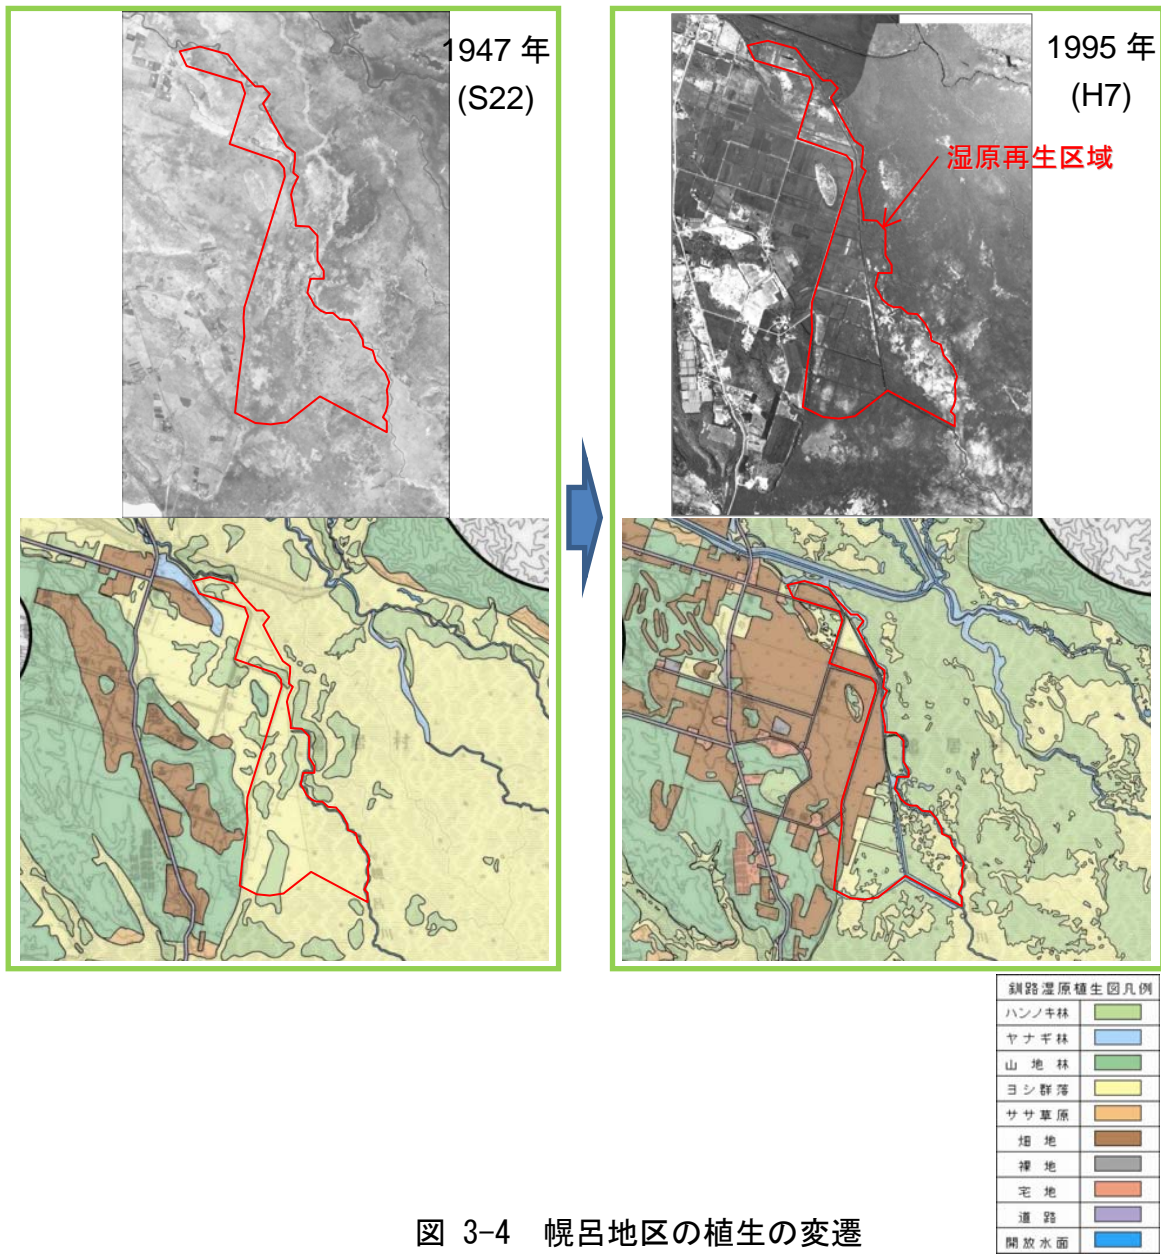 1947 年
(S22)
1995 年
(H7)
湿原再生区域
釧路湿原植生図凡例
ハンノキ林
ヤナギ林
山地林
ヨシ群落
ササ草原
畑地
裸地
宅地
道路
開放水面
図 3-4 幌呂地区の植生の変遷